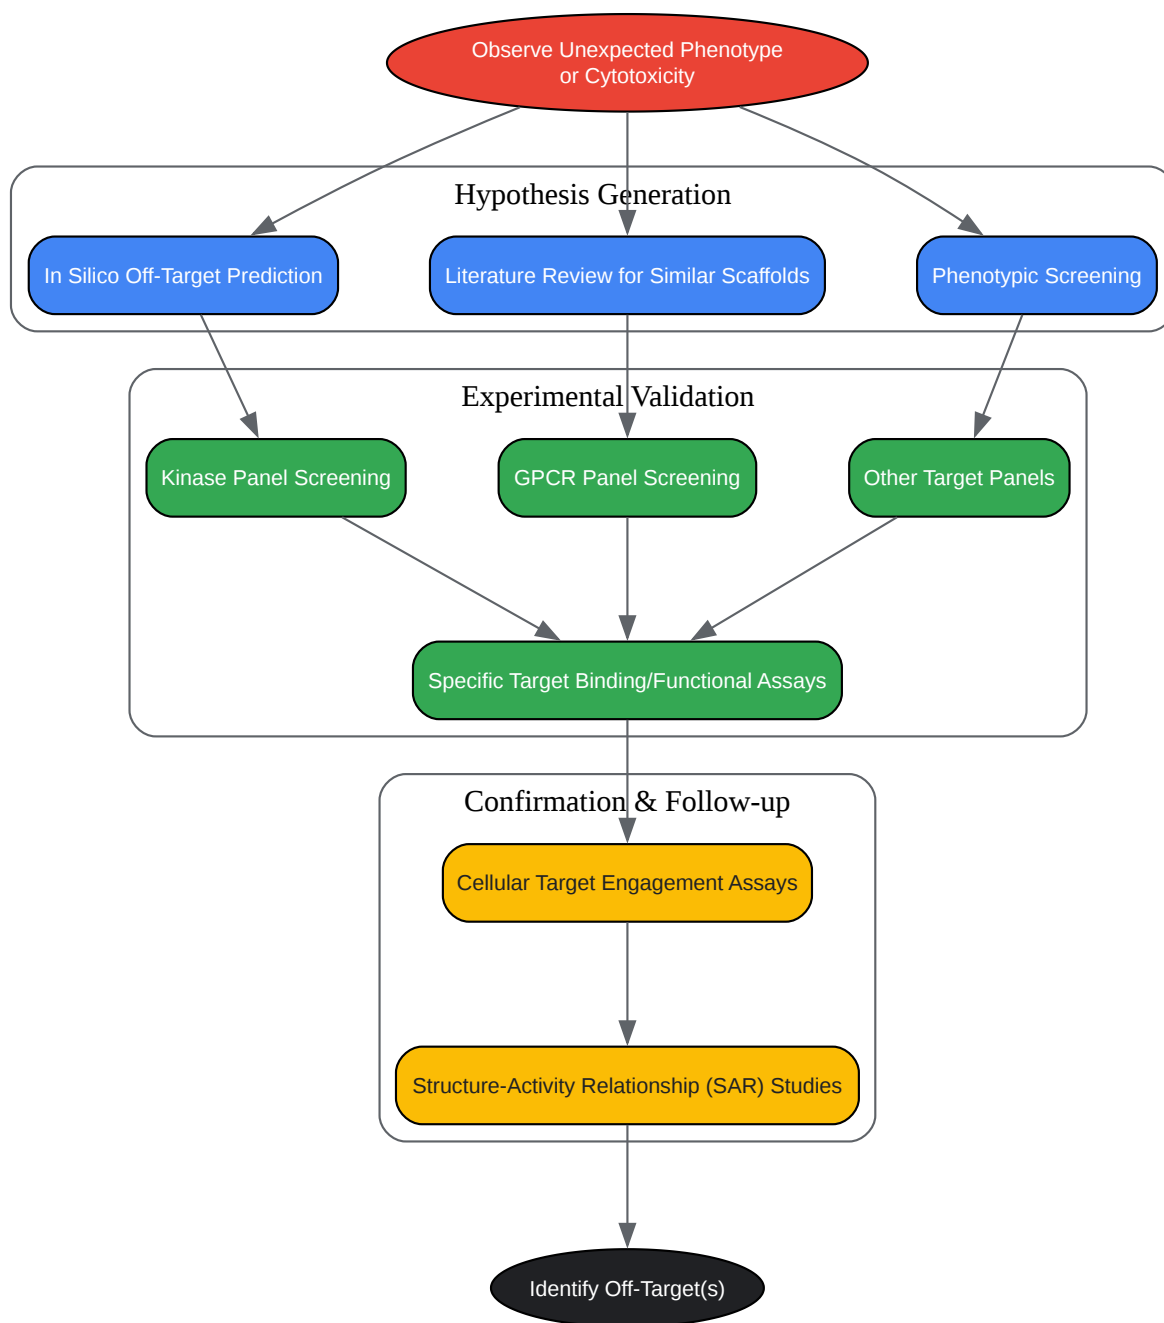 Observe Unexpected Phenotype
or Cytotoxicity
Hypothesis Generation
In Silico Off-Target Prediction
Literature Review for Similar Scaffolds
Phenotypic Screening
Experimental Validation
Kinase Panel Screening
GPCR Panel Screening
Other Target Panels
Specific Target Binding/Functional Assays
Confirmation & Follow-up
Cellular Target Engagement Assays
Structure-Activity Relationship (SAR) Studies
Identify Off-Target(s)